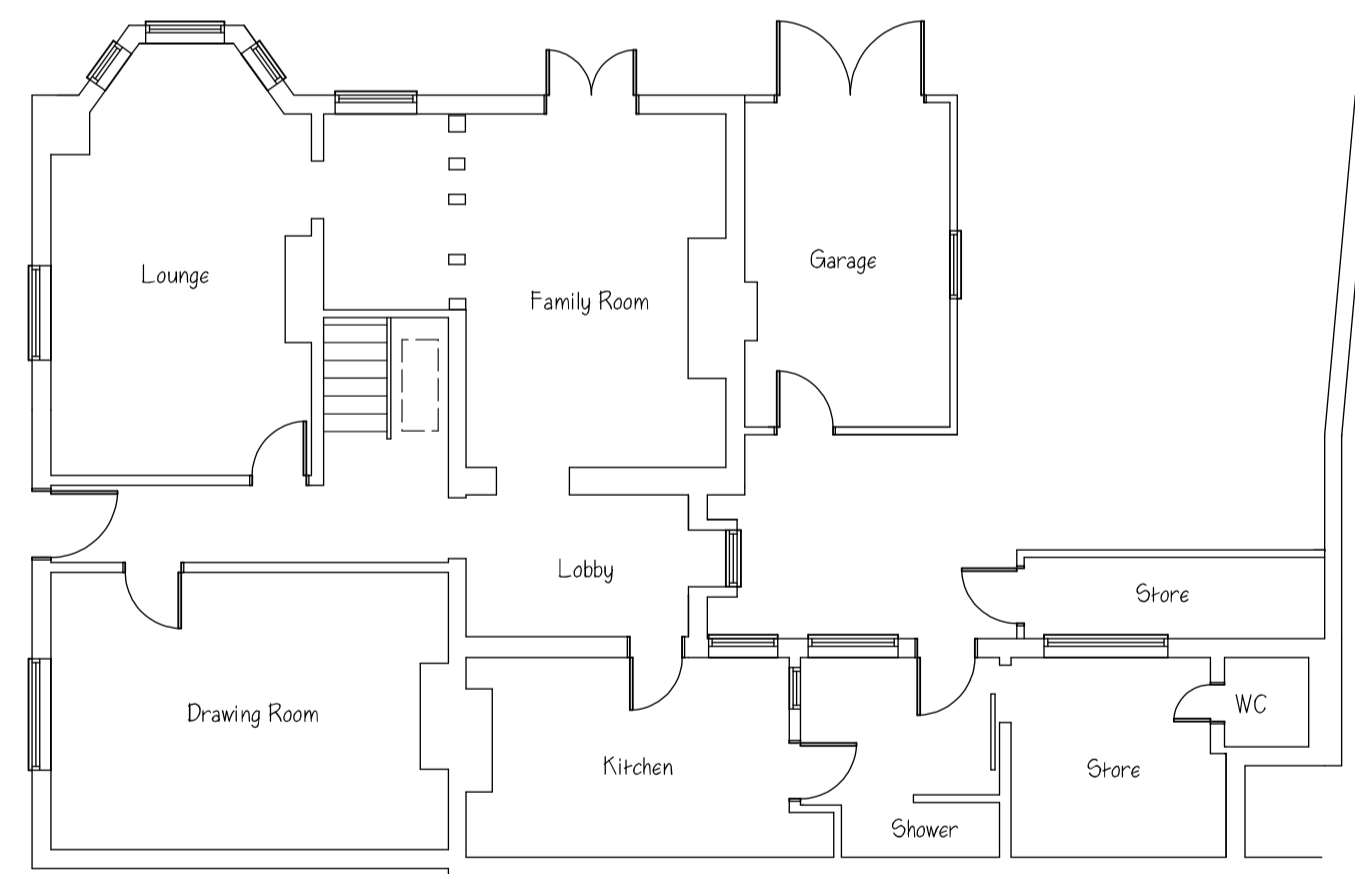 Lounge
Family Room
Garage
Lobby
Store
Drawing Room
Kitchen
WC
Store
Shower